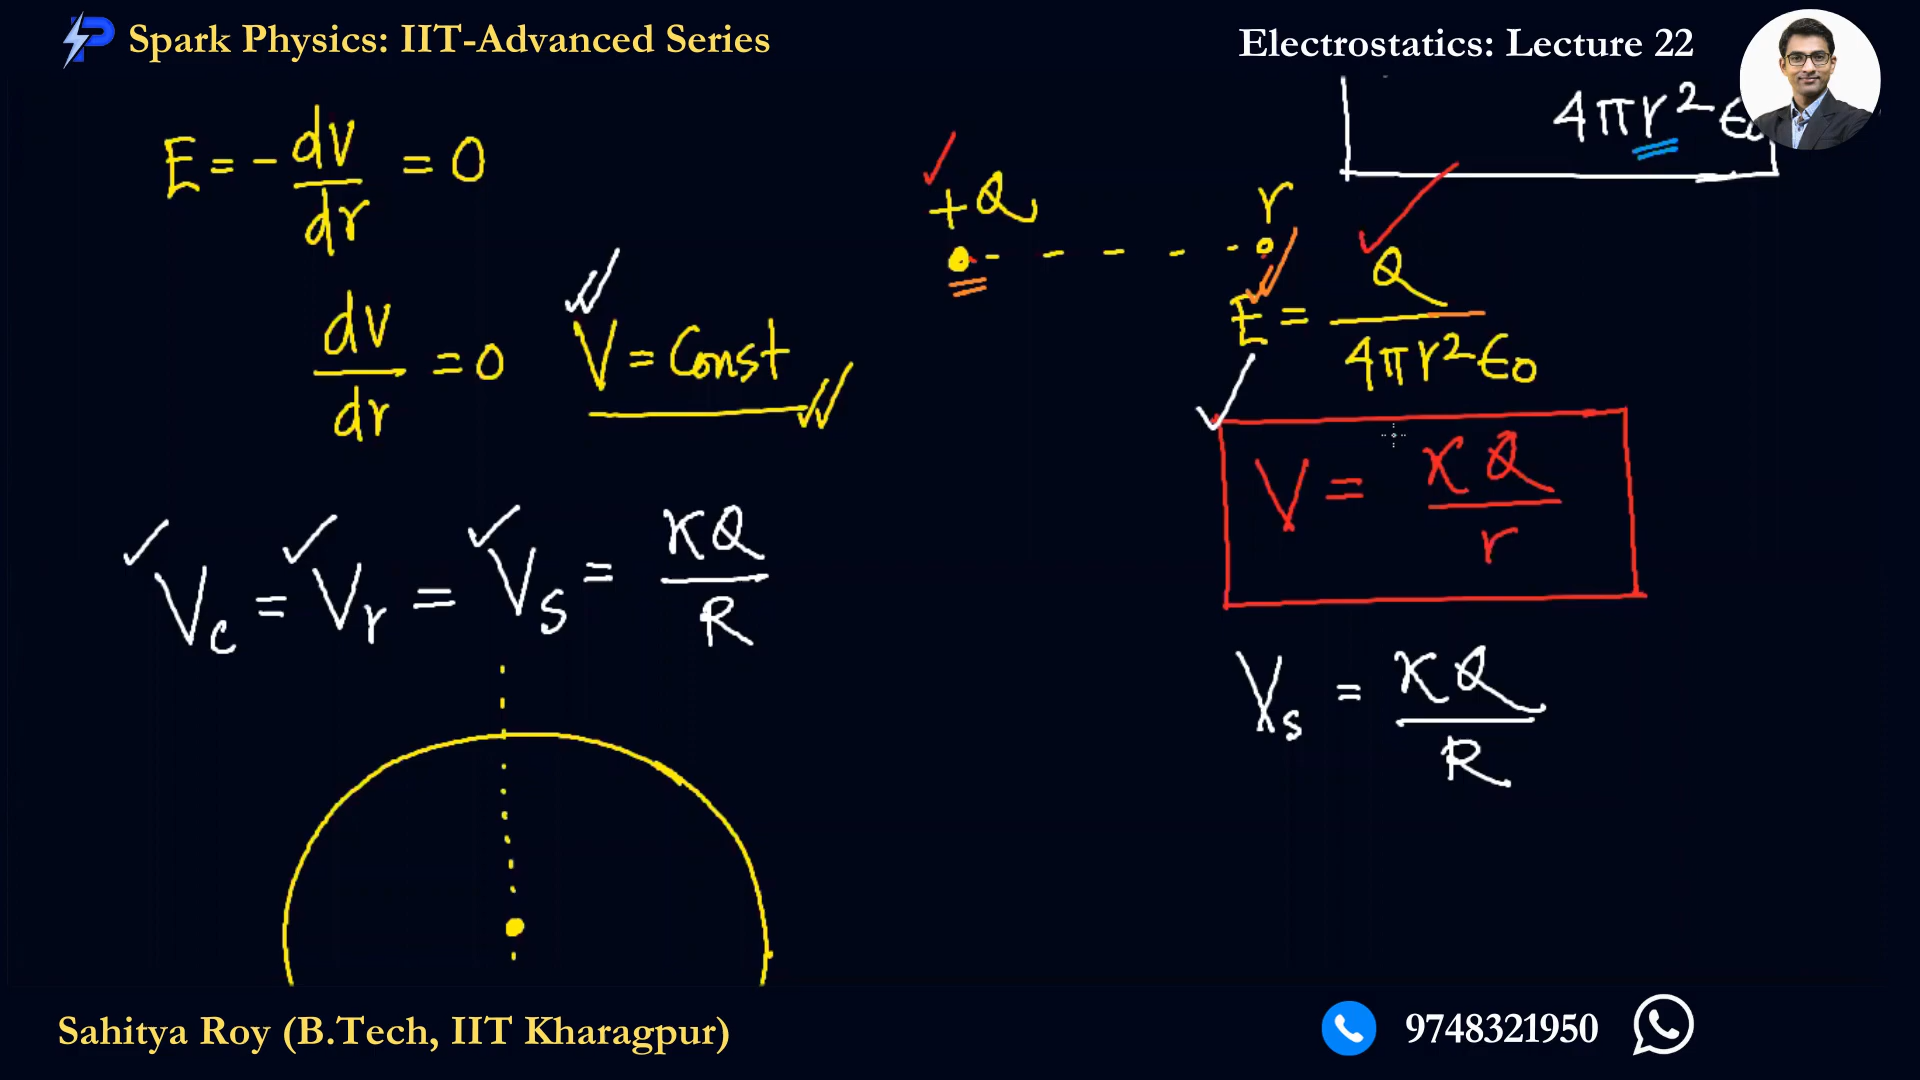 Spark Physics: IIT-Advanced Series
Electrostatics: Lecture 22
4πr²ϵ₀
E = - dV/dr = 0
+Q
r
dV/dr = 0
V = Const
E = Q/4πr²ϵ₀
V = KQ/r
Vc = Vr = Vs = KQ/R
Vs = KQ/R
Sahitya Roy (B.Tech, IIT Kharagpur)
9748321950